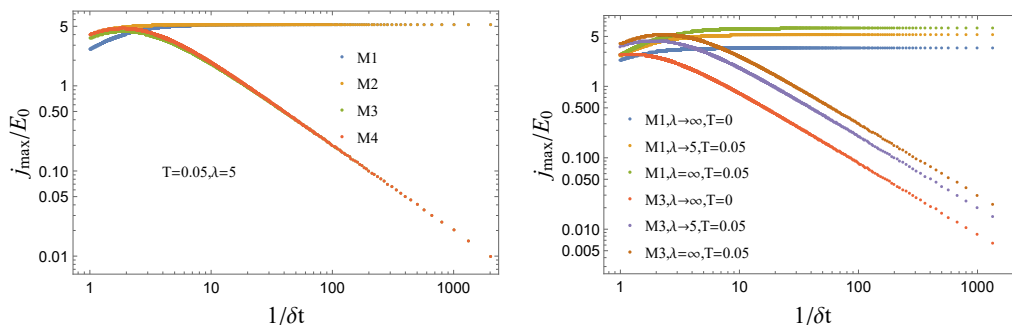 5
1
0.50
0.10
0.05
0.01
j_max/E_0
M1
M2
M3
M4
T=0.05,λ=5
1 10 100 1000
1/δt
5
1
0.500
0.100
0.050
0.010
0.005
j_max/E_0
M1,λ→∞,T=0
M1,λ→5,T=0.05
M1,λ=∞,T=0.05
M3,λ→∞,T=0
M3,λ→5,T=0.05
M3,λ=∞,T=0.05
1 10 100 1000
1/δt